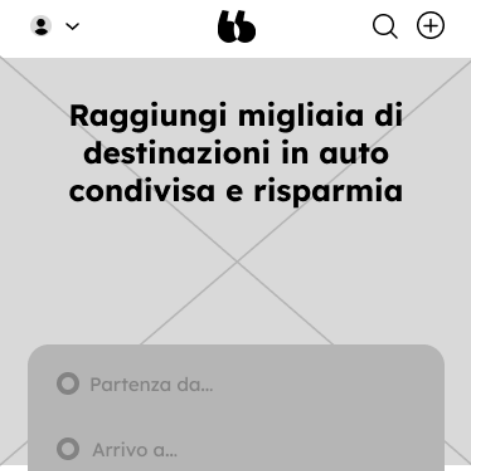 Raggiungi migliaia di
destinazioni in auto
condivisa e risparmia
Partenza da...
Arrivo a...